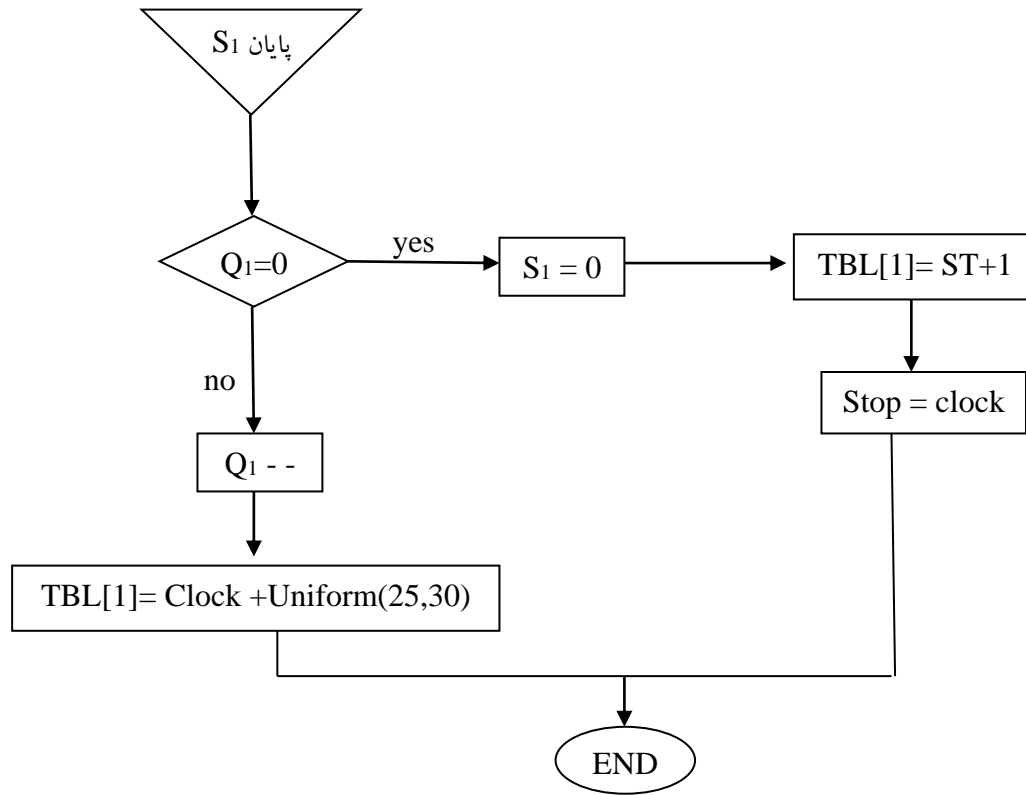 پایان S1
Q1=0
yes
S1 = 0
TBL[1]= ST+1
Stop = clock
no
Q1 - -
TBL[1]= Clock +Uniform(25,30)
END